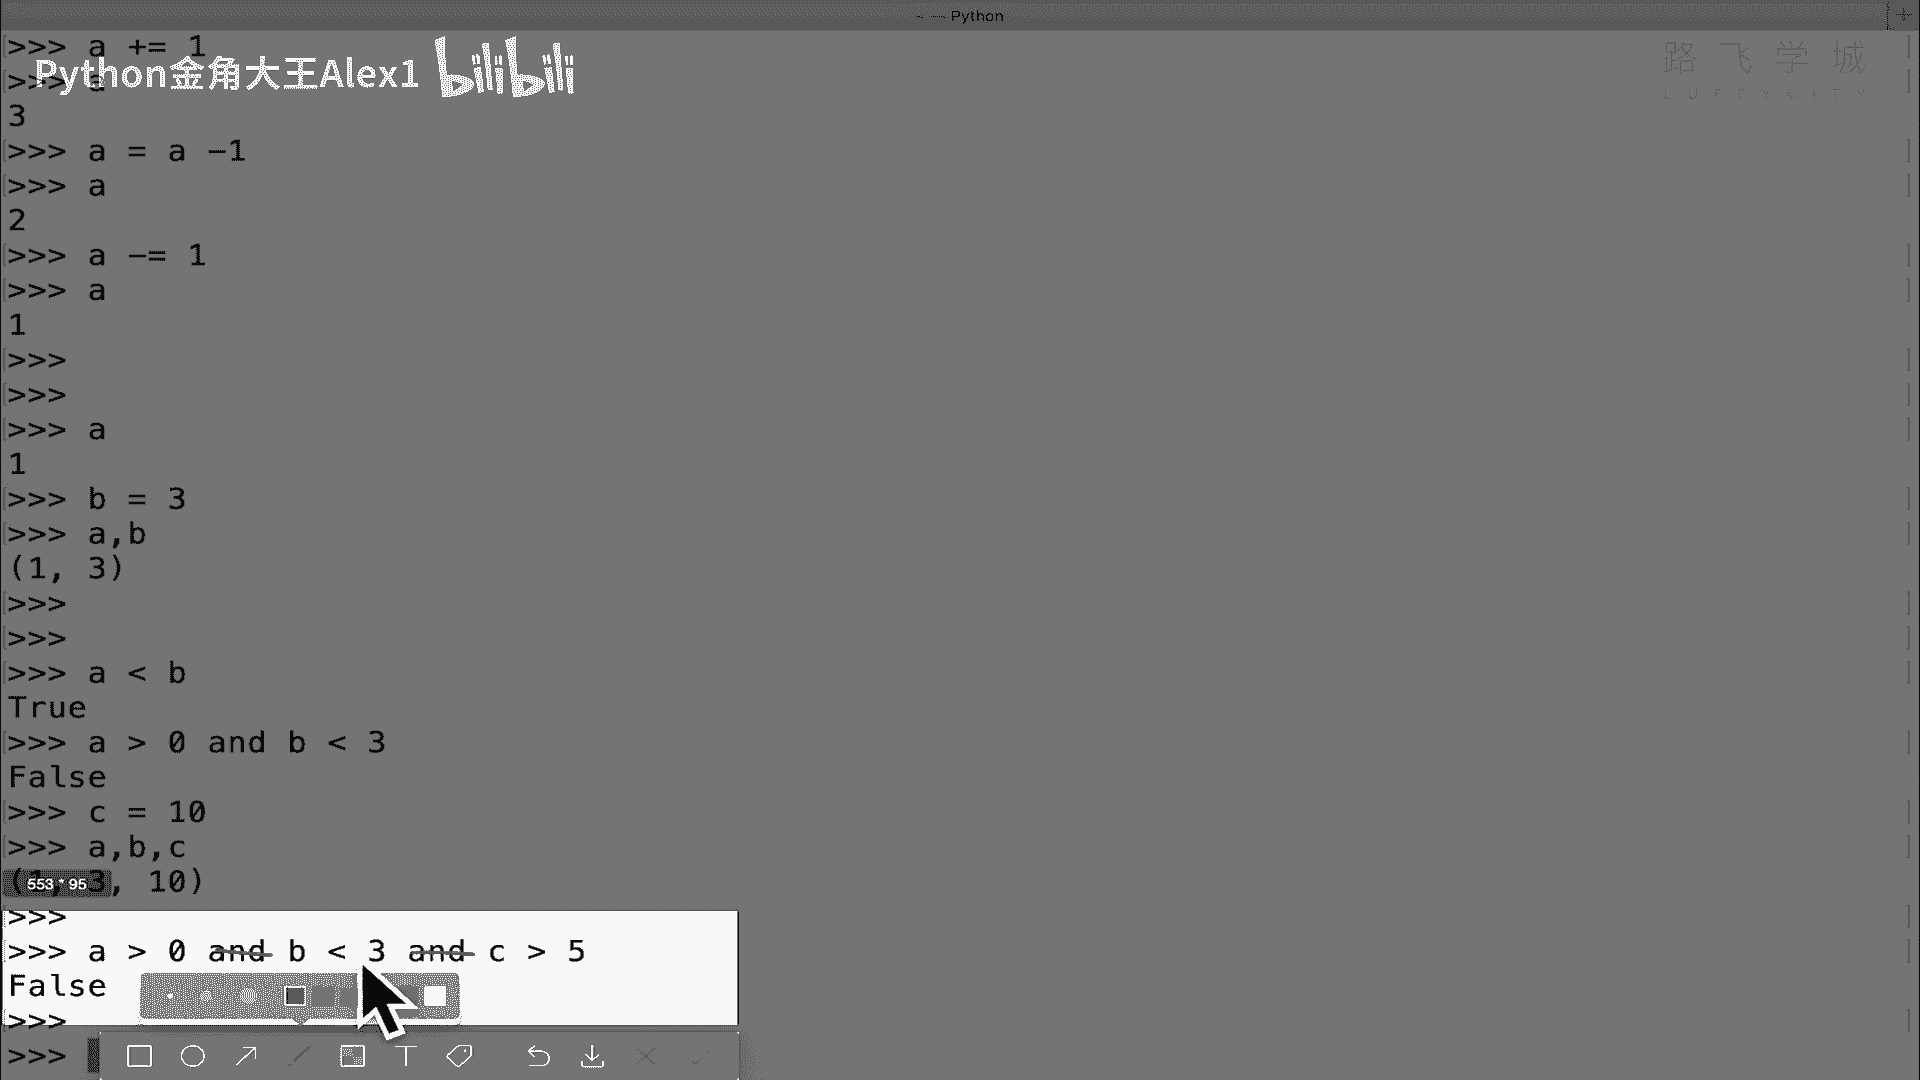 ~ — Python
>>> a += 1
Python金角大王Alex1 bilibili
路飞学城
LUFFYCITY
>>> a
3
>>> a = a -1
>>> a
2
>>> a -= 1
>>> a
1
>>>
>>>
>>> a
1
>>> b = 3
>>> a,b
(1, 3)
>>>
>>>
>>> a < b
True
>>> a > 0 and b < 3
False
>>> c = 10
>>> a,b,c
(1, 3, 10)
553 * 95
>>>
>>> a > 0 and b < 3 and c > 5
False
>>>
>>>
T